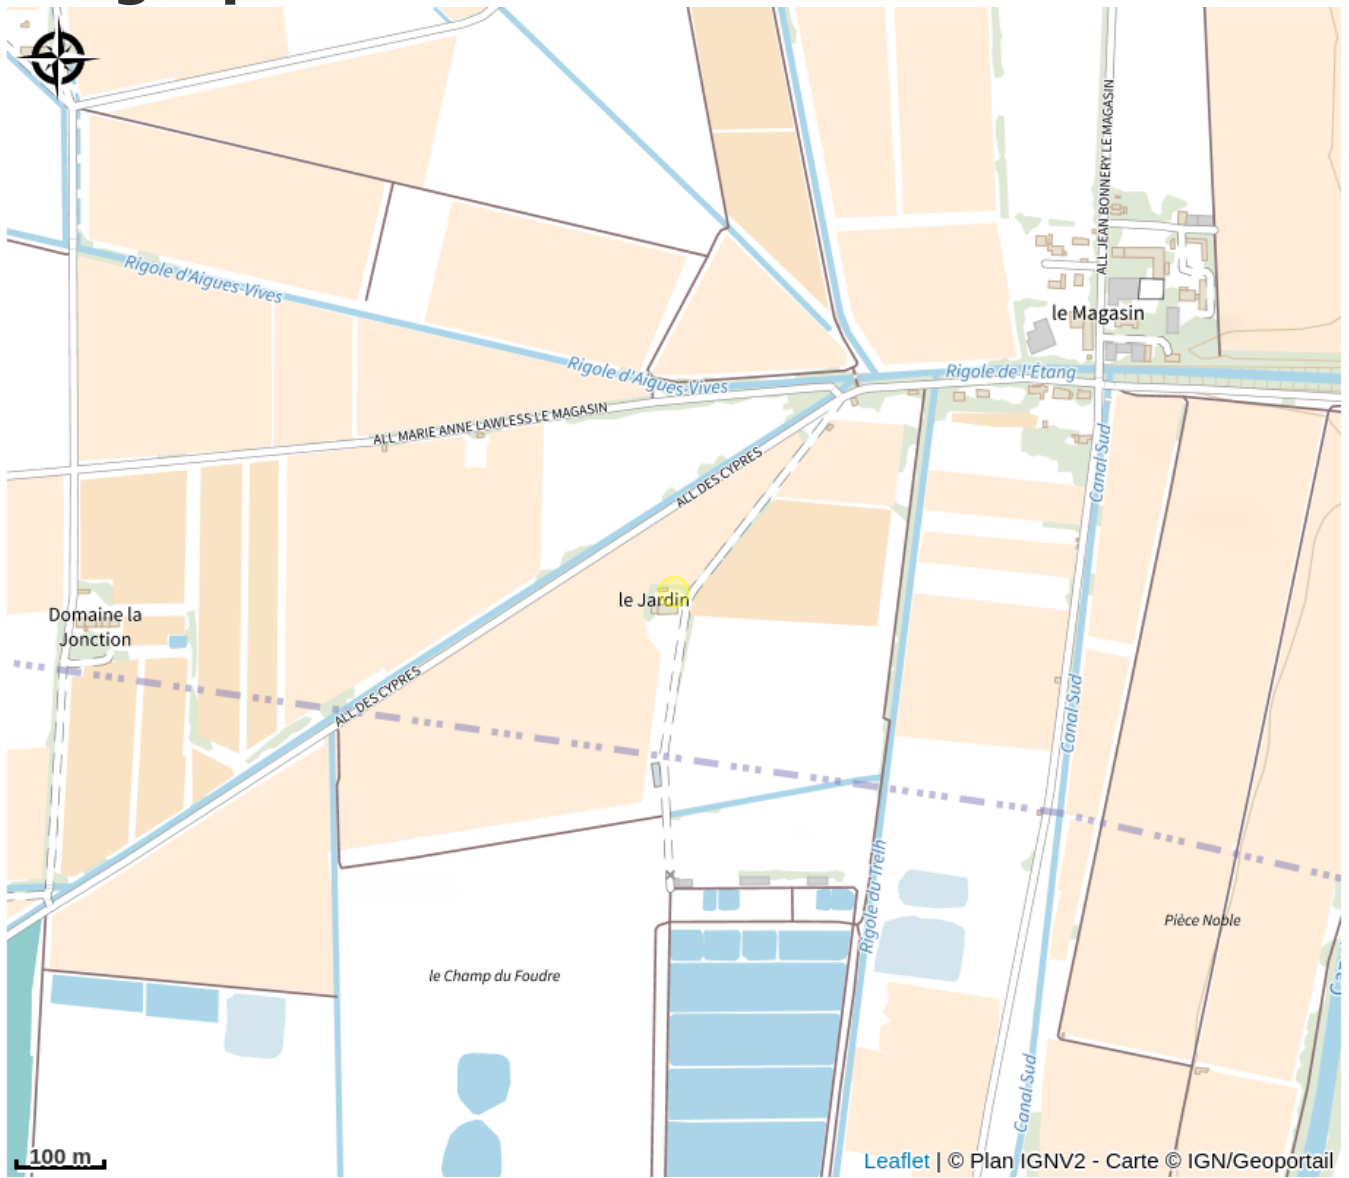 ALL JEAN BONNERY LE MAGASIN
Rigole d'Aigues-Vives
le Magasin
Rigole d'Aigues-Vives
Rigole de l'Étang
ALL MARIE ANNE LAWLESS LE MAGASIN
Canal Sud
ALL DES CYPRES
le Jardin
Domaine la
Jonction
ALL DES CYPRES
Canal Sud
Rigole du Trelh
Pièce Noble
le Champ du Foudre
Canal Sud
100 m
Leaflet | © Plan IGNV2 - Carte © IGN/Geoportail